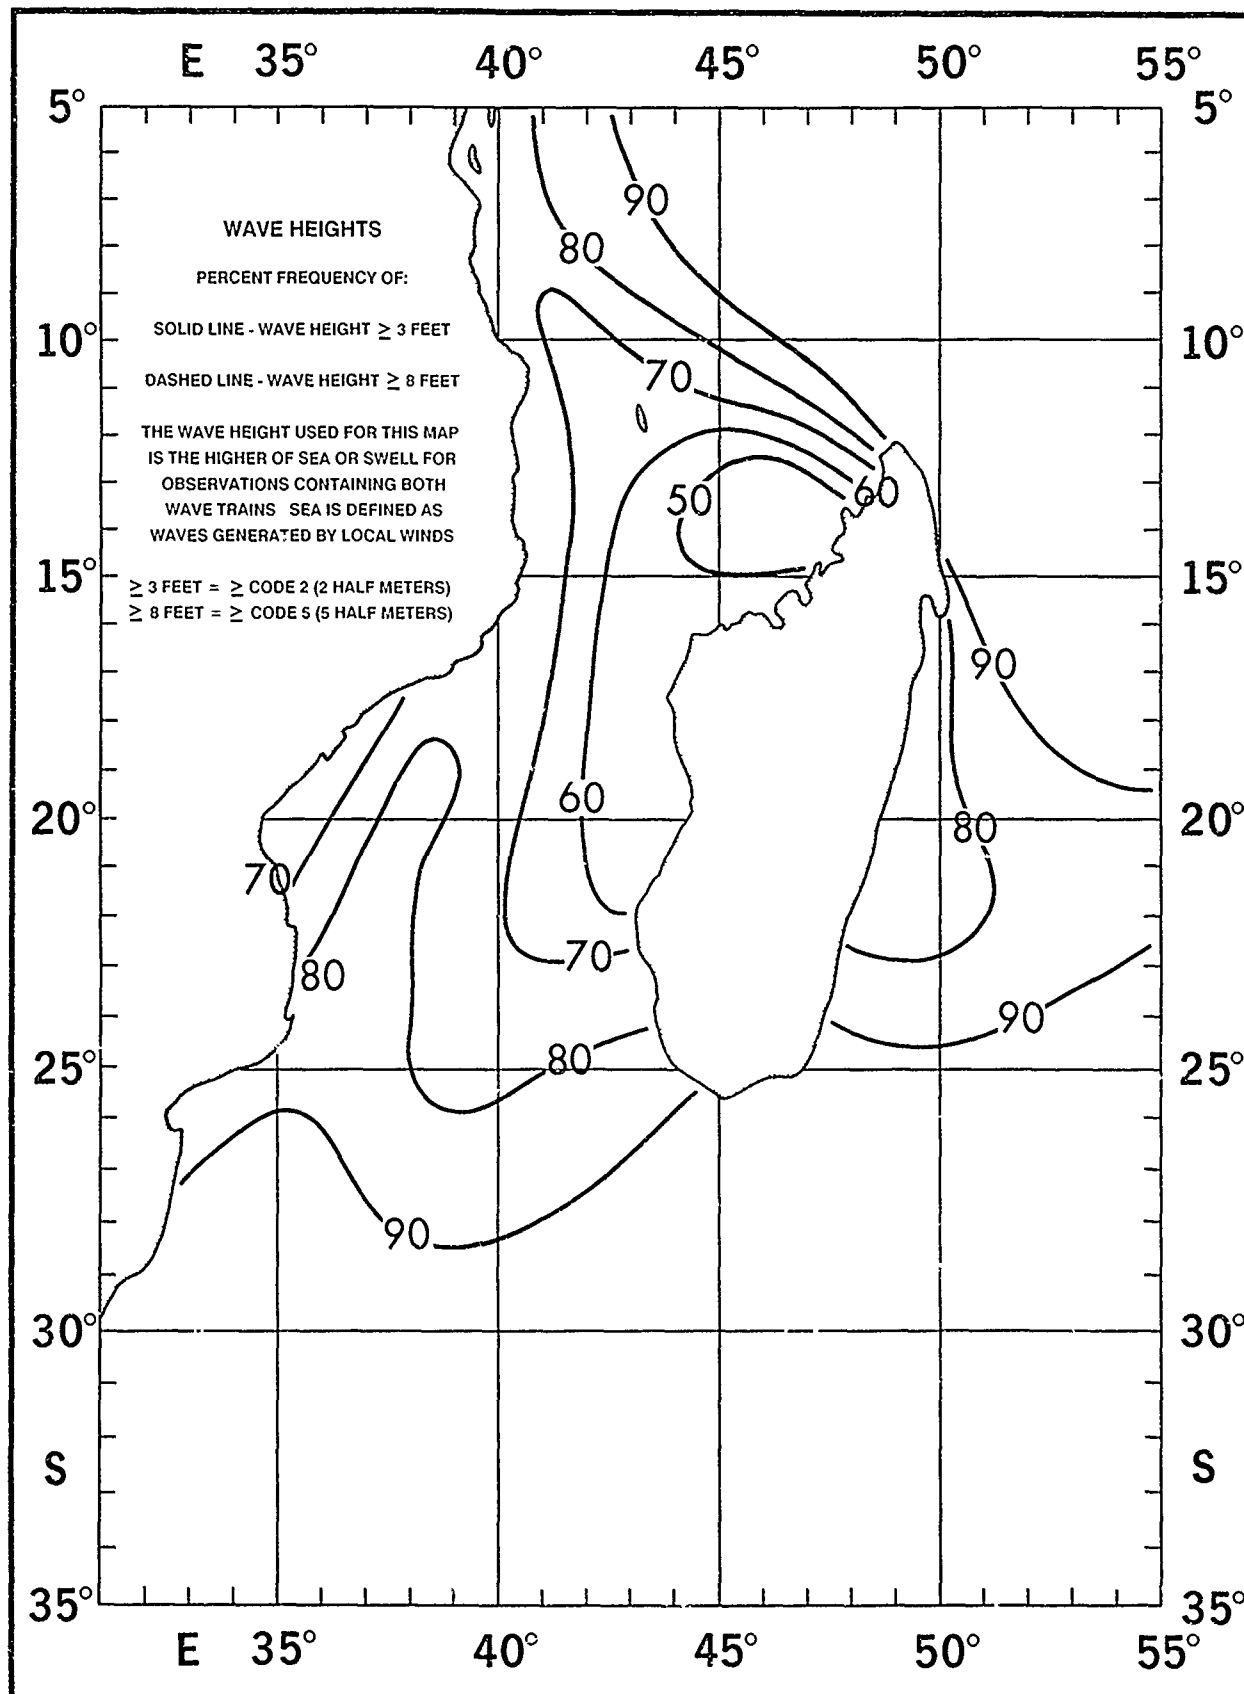 E 35° 40° 45° 50° 55°
5° 5°
90
WAVE HEIGHTS
80
PERCENT FREQUENCY OF:
SOLID LINE - WAVE HEIGHT ≥ 3 FEET
10° 10°
DASHED LINE - WAVE HEIGHT ≥ 8 FEET
70
THE WAVE HEIGHT USED FOR THIS MAP
IS THE HIGHER OF SEA OR SWELL FOR
OBSERVATIONS CONTAINING BOTH
WAVE TRAINS SEA IS DEFINED AS
WAVES GENERATED BY LOCAL WINDS
50 60
15° 15°
≥ 3 FEET = ≥ CODE 2 (2 HALF METERS)
≥ 8 FEET = ≥ CODE 5 (5 HALF METERS)
90
60
20° 80 20°
70
70
80
90
25° 80 25°
90
30° 30°
S S
35° 35°
E 35° 40° 45° 50° 55°